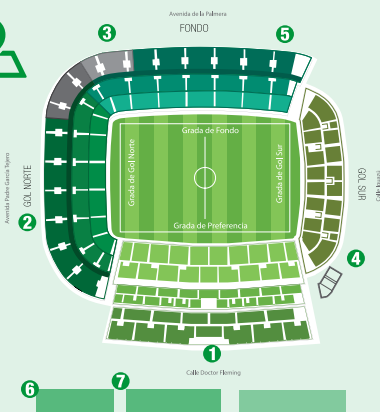 Avenida de la Palmera
FONDO
3
5
Grada de Fondo
Grada de Gol Norte
Grada de Gol Sur
Grada de Preferencia
Avenida Padre García Tejero
GOL NORTE
GOL SUR
2
4
1
Calle Doctor Fleming
6
7